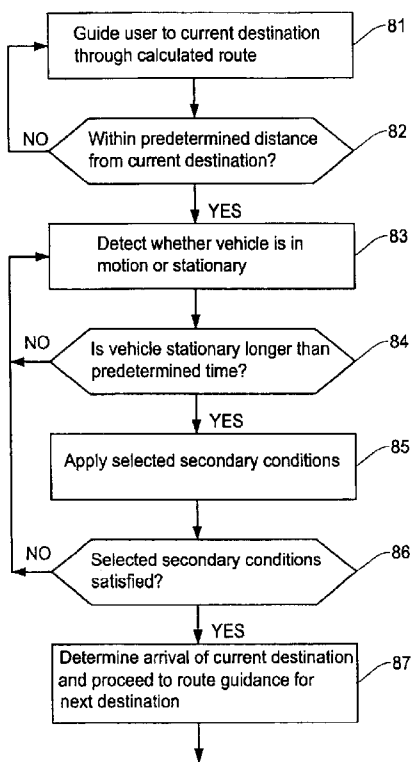 Guide user to current destination
through calculated route
81
NO
Within predetermined distance
from current destination?
82
YES
Detect whether vehicle is in
motion or stationary
83
NO
Is vehicle stationary longer than
predetermined time?
84
YES
Apply selected secondary conditions
85
NO
Selected secondary conditions
satisfied?
86
YES
Determine arrival of current destination
and proceed to route guidance for
next destination
87